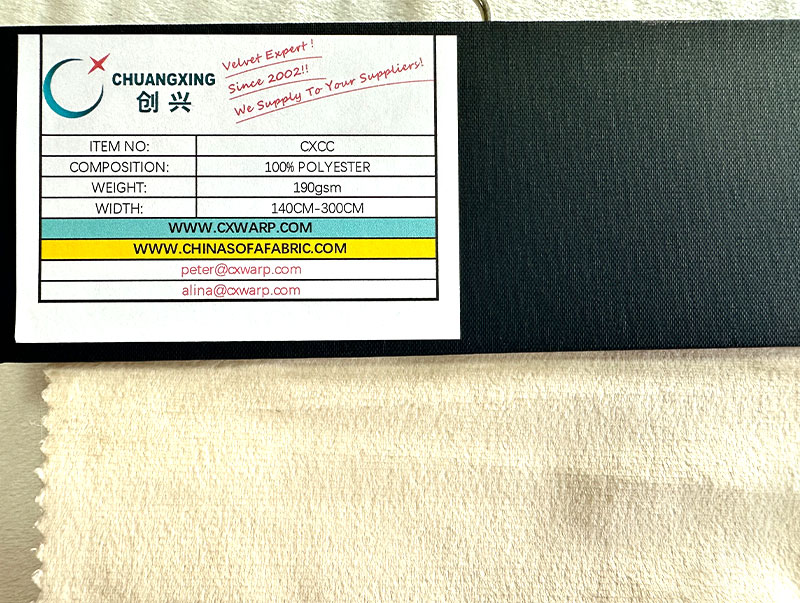 CHUANGXING
创兴
Velvet Expert!
Since 2002!!
We Supply To Your Suppliers!
ITEM NO: CXCC
COMPOSITION: 100% POLYESTER
WEIGHT: 190gsm
WIDTH: 140CM-300CM
WWW.CXWARP.COM
WWW.CHINASOFAFABRIC.COM
peter@cxwarp.com
alina@cxwarp.com